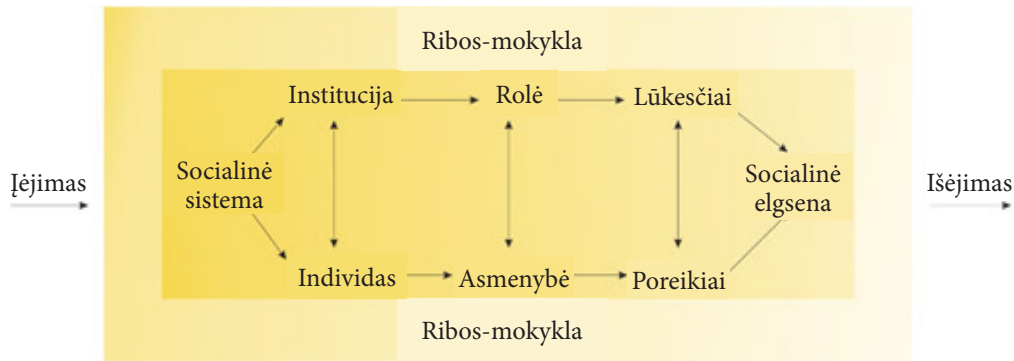 Ribos-mokykla
Institucija
Rolė
Lūkesčiai
Įėjimas
Socialinė
sistema
Socialinė
elgsena
Išėjimas
Individas
Asmenybė
Poreikiai
Ribos-mokykla